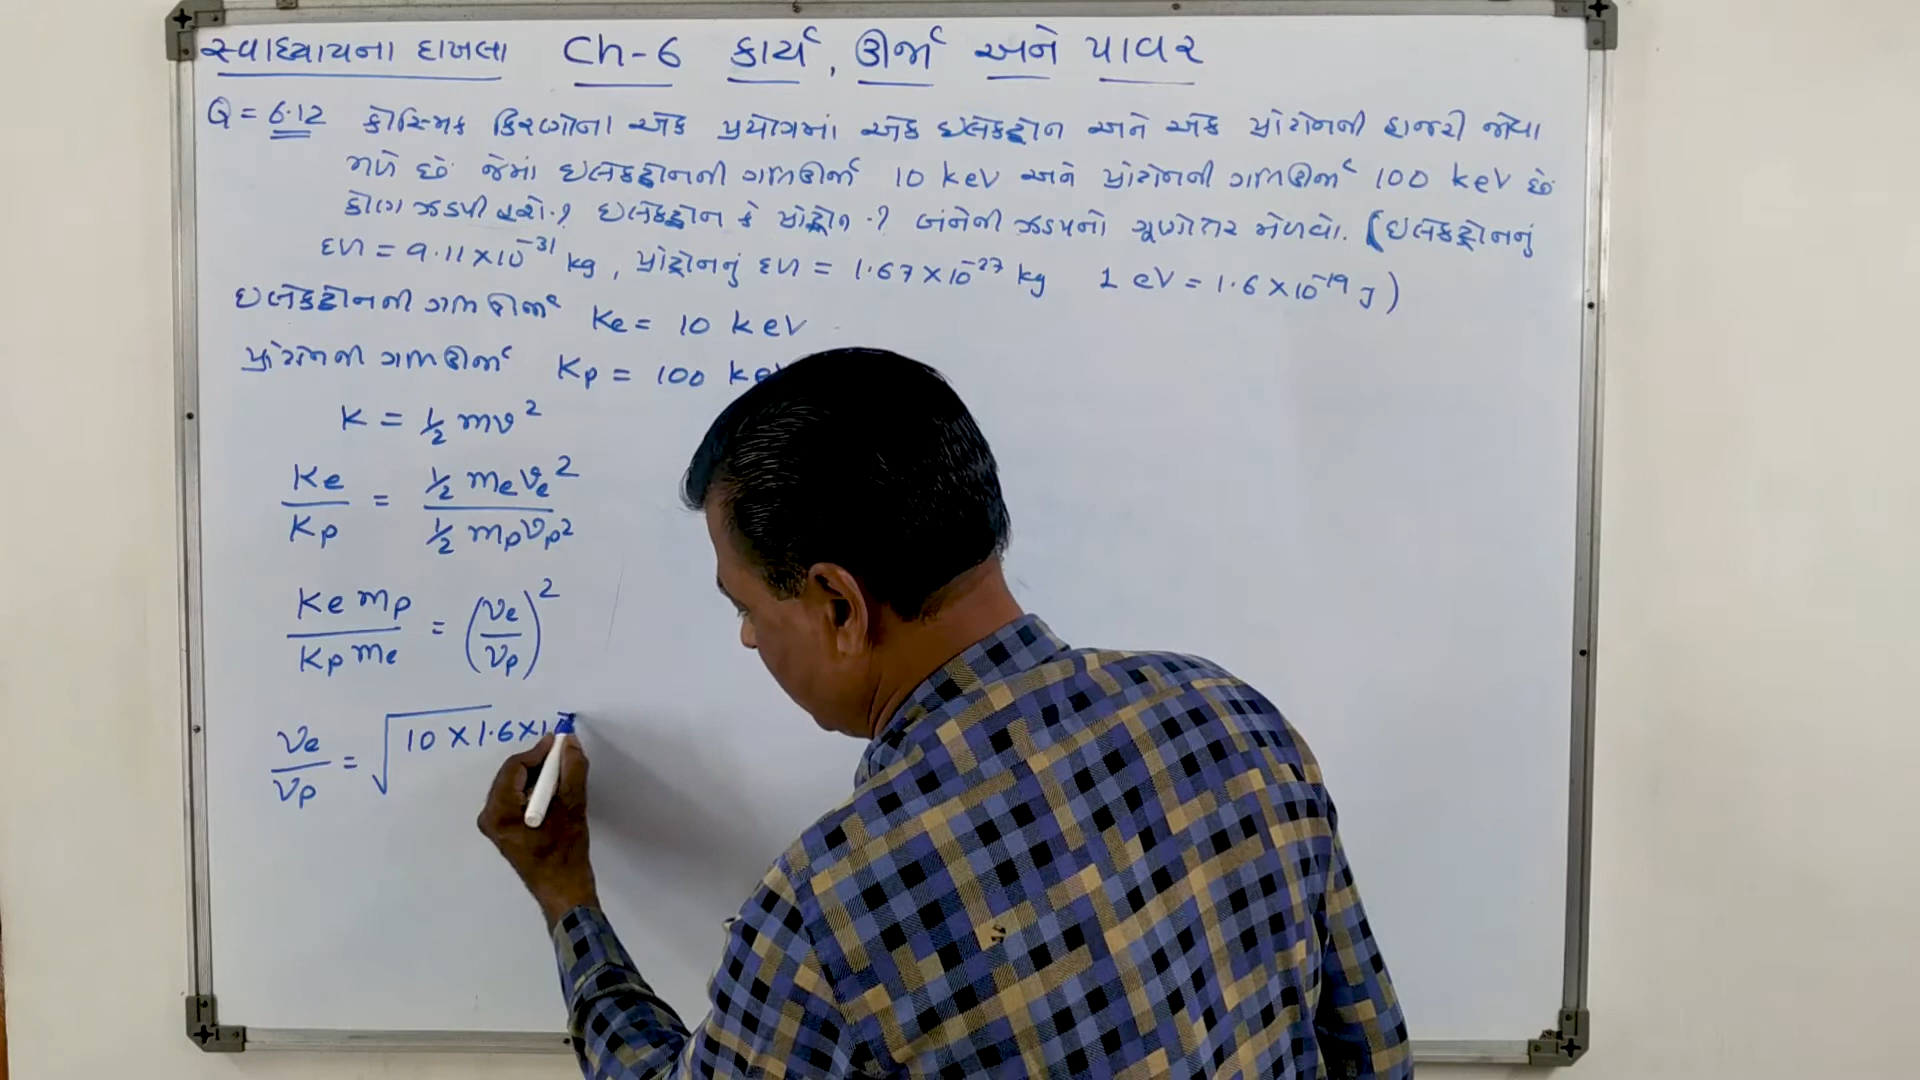 સ્વાધ્યાયના દાખલા Ch-6 કાર્ય, ઊર્જા અને પાવર
Q = 6.12 કોસ્મિક કિરણોના એક પ્રયોગમાં એક ઇલેક્ટ્રોન અને એક પ્રોટોનની હાજરી જોવા
મળે છે જેમાં ઇલેક્ટ્રોનની ગતિઊર્જા 10 keV અને પ્રોટોનની ગતિઊર્જા 100 keV છે
કોણ ઝડપી હશે.? ઇલેક્ટ્રોન કે પ્રોટ્રોન.? બંનેની ઝડપનો ગુણોત્તર મેળવો. (ઇલેક્ટ્રોનનું
દળ = 9.11×10⁻³¹ kg, પ્રોટ્રોનનું દળ = 1.67×10⁻²⁷ kg 1 eV = 1.6×10⁻¹⁹ J)
ઇલેક્ટ્રોનની ગતિઊર્જા Ke = 10 keV
પ્રોટોનની ગતિઊર્જા Kp = 100 keV
K = ½ mv²
Ke/Kp = ½ meve² / ½ mpvp²
Ke mp / Kp me = (ve/vp)²
ve/vp = √10 × 1.6×1